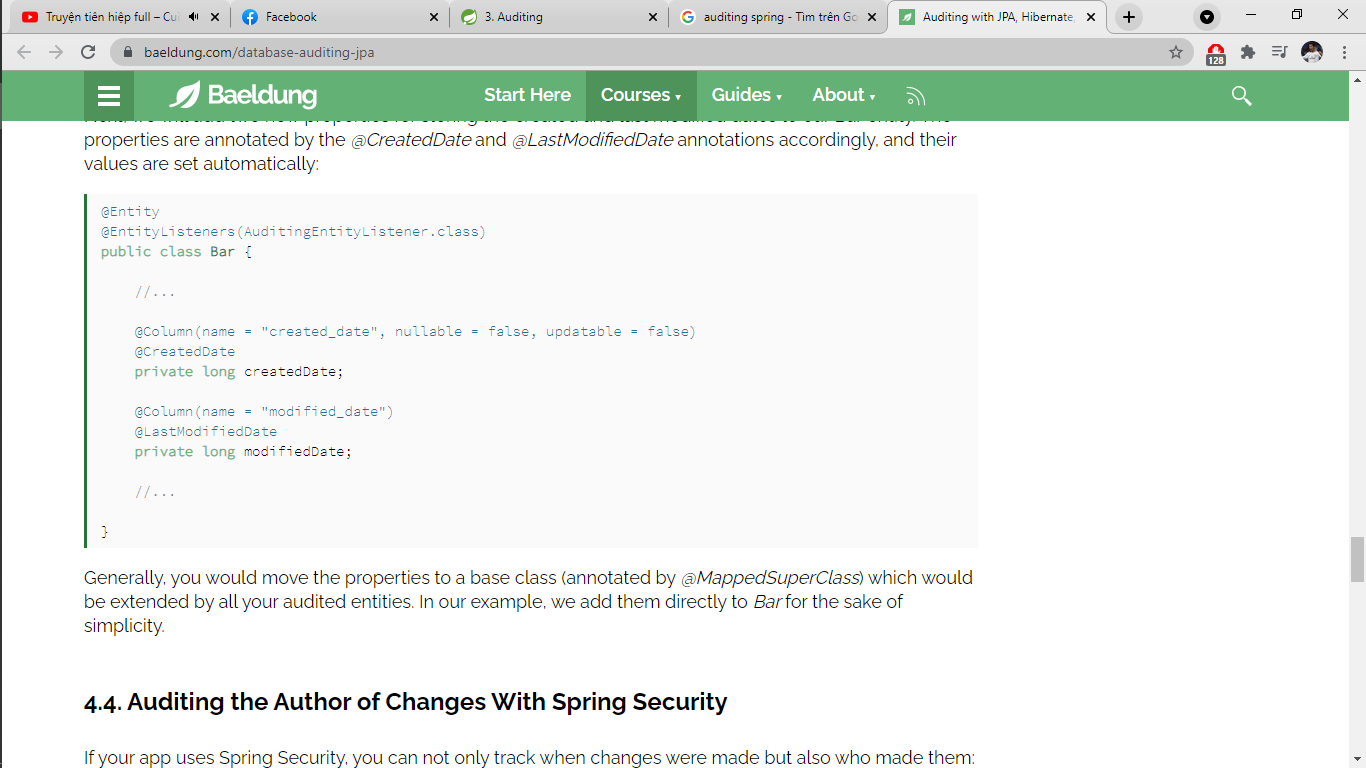 Truyện tiên hiệp full – Cu
Facebook
3. Auditing
auditing spring - Tìm trên Go
Auditing with JPA, Hibernate,
baeldung.com/database-auditing-jpa
128
Baeldung
Start Here
Courses ▾
Guides ▾
About ▾
properties are annotated by the @CreatedDate and @LastModifiedDate annotations accordingly, and their
values are set automatically:
@Entity
@EntityListeners(AuditingEntityListener.class)
public class Bar {
//...
@Column(name = "created_date", nullable = false, updatable = false)
@CreatedDate
private long createdDate;
@Column(name = "modified_date")
@LastModifiedDate
private long modifiedDate;
//...
}
Generally, you would move the properties to a base class (annotated by @MappedSuperClass) which would
be extended by all your audited entities. In our example, we add them directly to Bar for the sake of
simplicity.
4.4. Auditing the Author of Changes With Spring Security
If your app uses Spring Security, you can not only track when changes were made but also who made them: